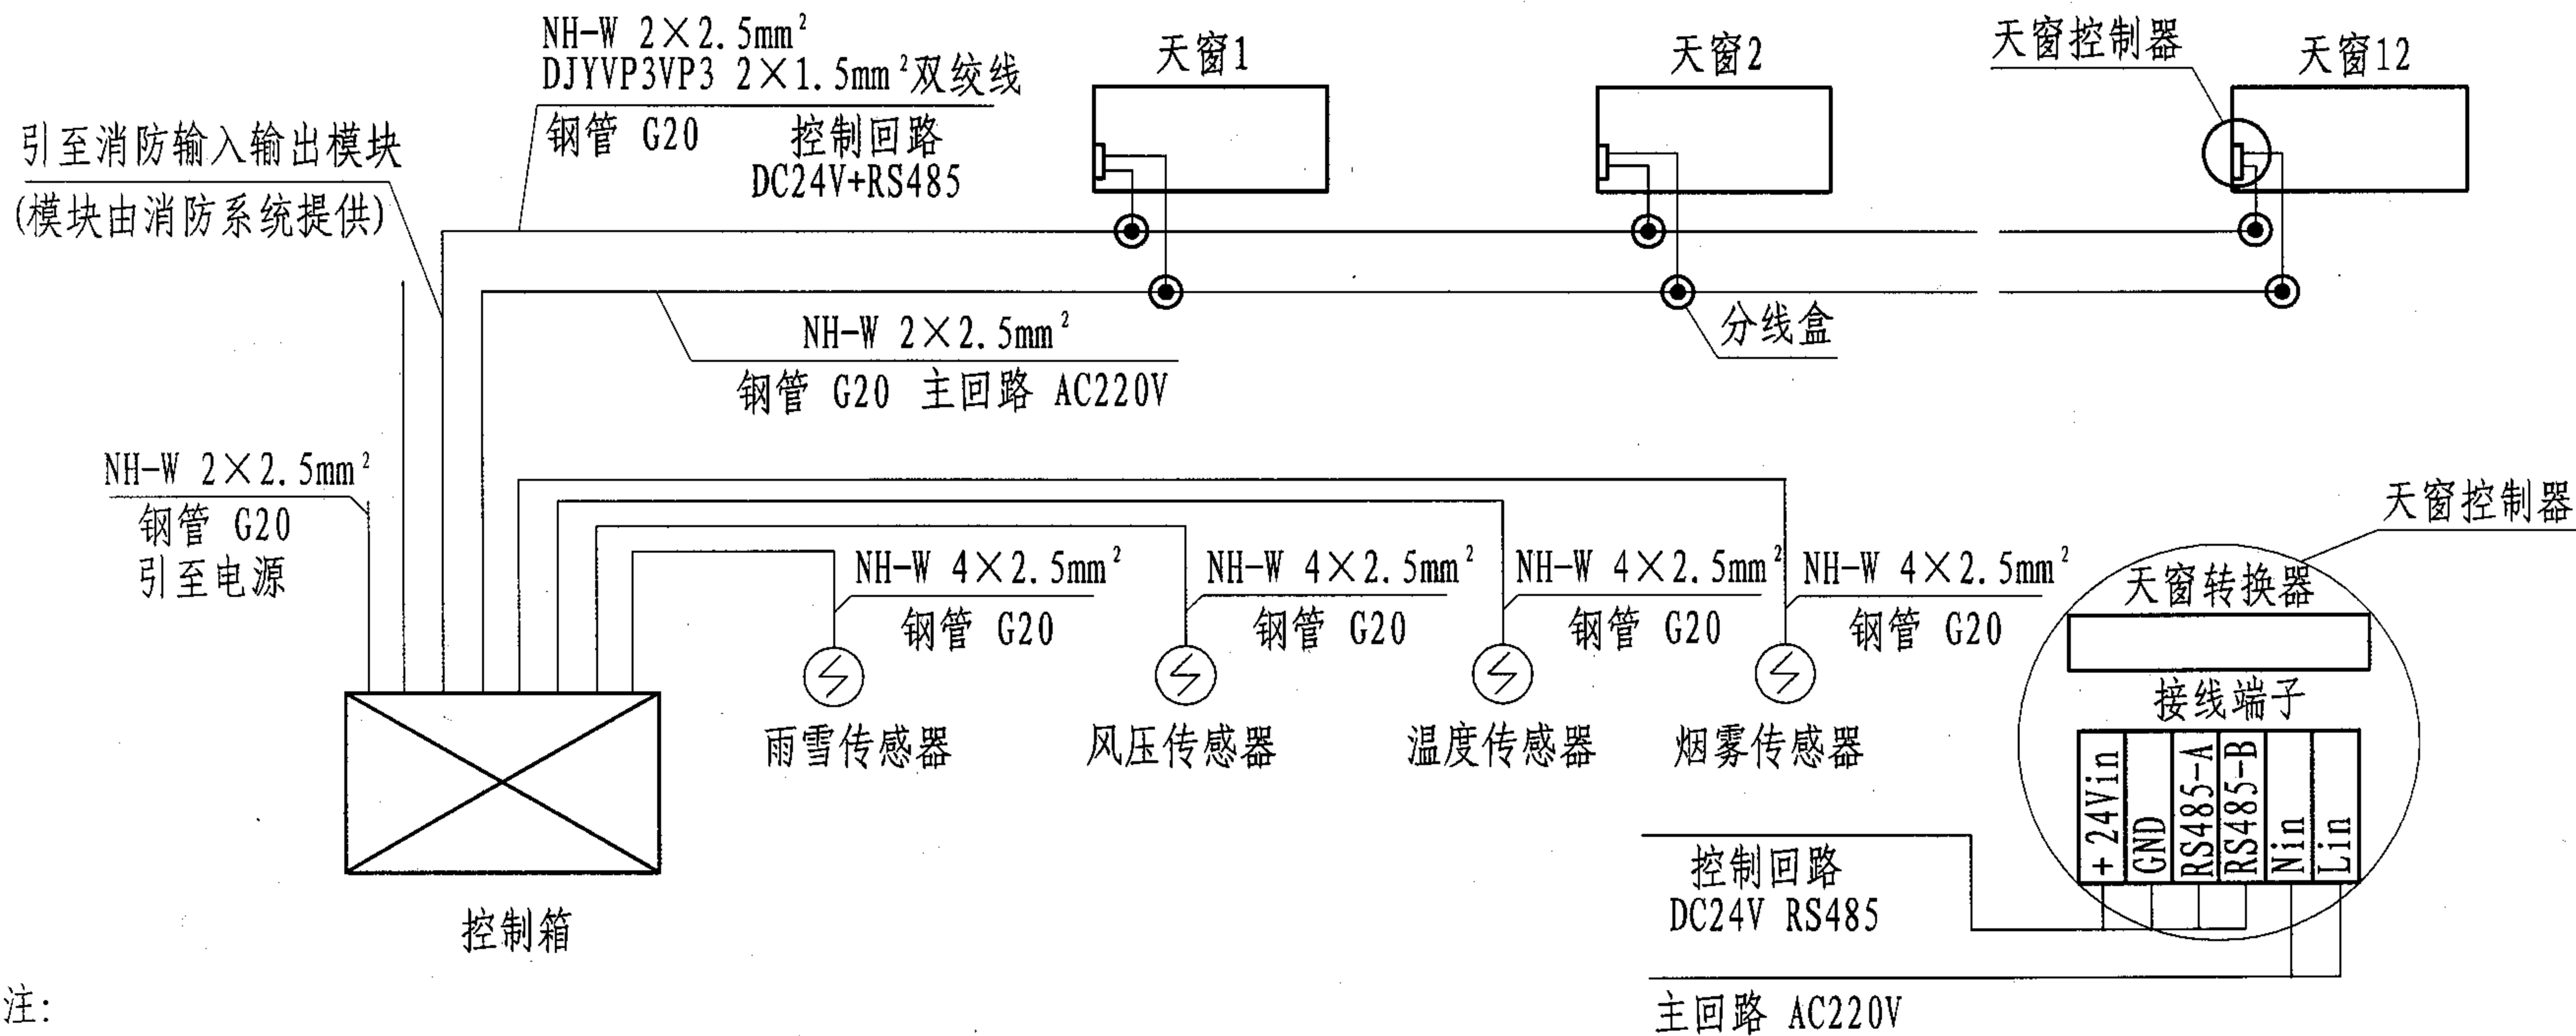 NH-W 2×2.5mm²
DJYVP3VP3 2×1.5mm²双绞线
钢管 G20 控制回路
DC24V+RS485
引至消防输入输出模块
(模块由消防系统提供)
天窗1
天窗2
天窗控制器
天窗12
NH-W 2×2.5mm²
钢管 G20 主回路 AC220V
分线盒
NH-W 2×2.5mm²
钢管 G20
引至电源
NH-W 4×2.5mm²
钢管 G20
NH-W 4×2.5mm²
钢管 G20
NH-W 4×2.5mm²
钢管 G20
NH-W 4×2.5mm²
钢管 G20
雨雪传感器
风压传感器
温度传感器
烟雾传感器
控制箱
天窗控制器
天窗转换器
接线端子
+24Vin
GND
RS485-A
RS485-B
Nin
Lin
控制回路
DC24V RS485
主回路 AC220V
注: